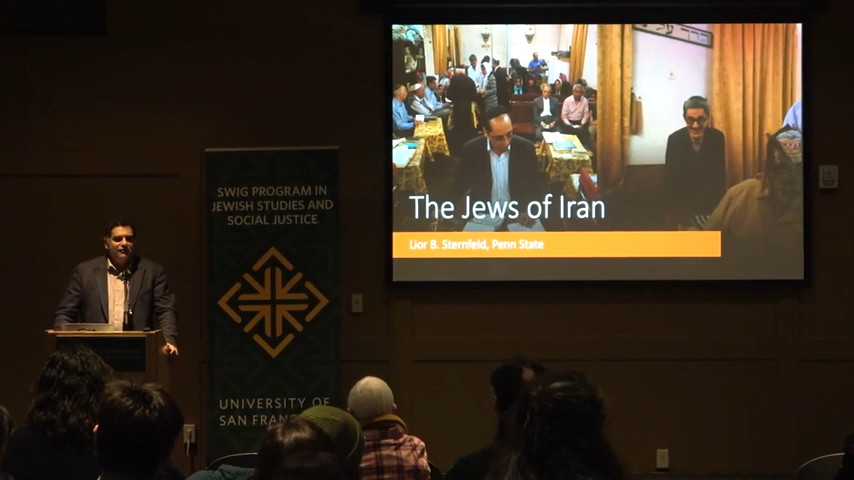 The Jews of Iran
Lior B. Sternfeld, Penn State
SWIG PROGRAM IN
JEWISH STUDIES AND
SOCIAL JUSTICE
UNIVERSITY OF
SAN FRAN